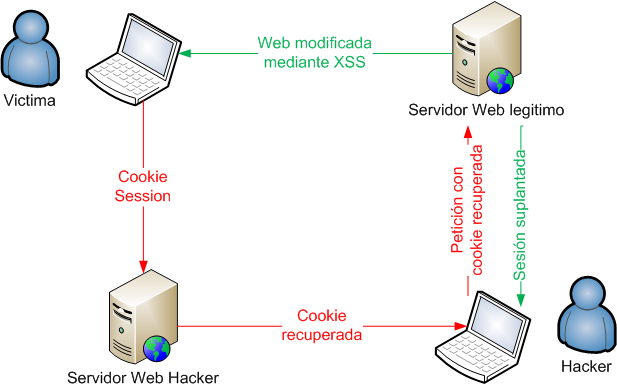 Victima
Web modificada
mediante XSS
Servidor Web legitimo
Cookie
Session
Petición con
cookie recuperada
Sesión suplantada
Servidor Web Hacker
Cookie
recuperada
Hacker